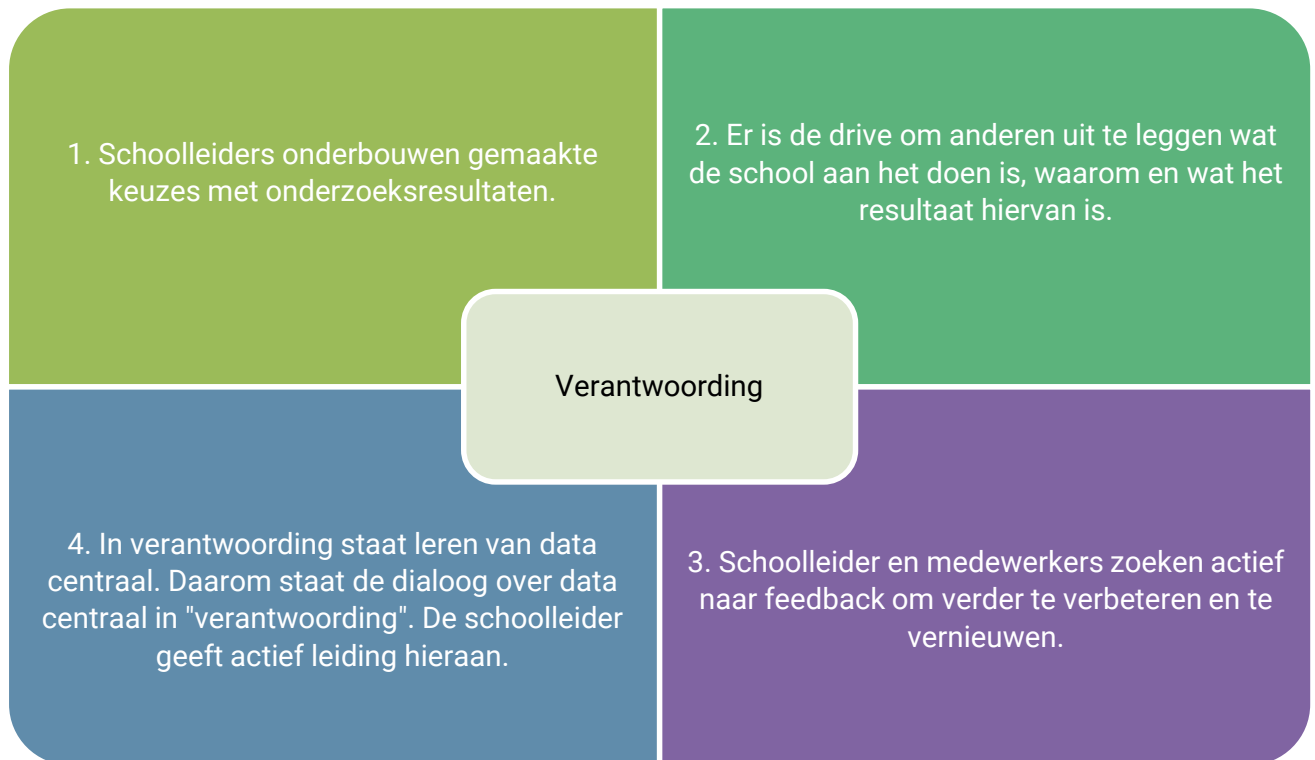 1. Schoolleiders onderbouwen gemaakte
keuzes met onderzoeksresultaten.
2. Er is de drive om anderen uit te leggen wat
de school aan het doen is, waarom en wat het
resultaat hiervan is.
Verantwoording
4. In verantwoording staat leren van data
centraal. Daarom staat de dialoog over data
centraal in "verantwoording". De schoolleider
geeft actief leiding hieraan.
3. Schoolleider en medewerkers zoeken actief
naar feedback om verder te verbeteren en te
vernieuwen.